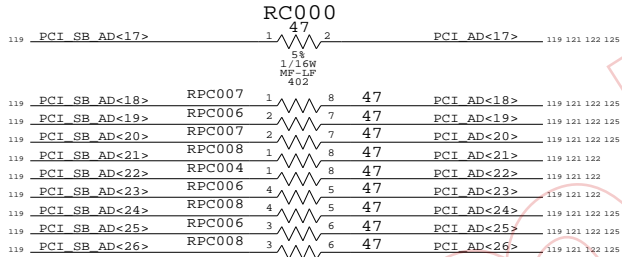 RC000
47
119 PCI_SB_AD<17> 1 2 PCI_AD<17> 119 121 122 125
5%
1/16W
MF-LF
402
119 PCI_SB_AD<18> RPC007 1 8 47 PCI_AD<18> 119 121 122 125
119 PCI_SB_AD<19> RPC006 2 7 47 PCI_AD<19> 119 121 122 125
119 PCI_SB_AD<20> RPC007 2 7 47 PCI_AD<20> 119 121 122 125
119 PCI_SB_AD<21> RPC008 1 8 47 PCI_AD<21> 119 121 122
119 PCI_SB_AD<22> RPC004 1 8 47 PCI_AD<22> 119 121 122
119 PCI_SB_AD<23> RPC006 4 5 47 PCI_AD<23> 119 121 122
119 PCI_SB_AD<24> RPC008 4 5 47 PCI_AD<24> 119 121 122 125
119 PCI_SB_AD<25> RPC006 3 6 47 PCI_AD<25> 119 121 122 125
119 PCI_SB_AD<26> RPC008 3 6 47 PCI_AD<26> 119 121 122 125